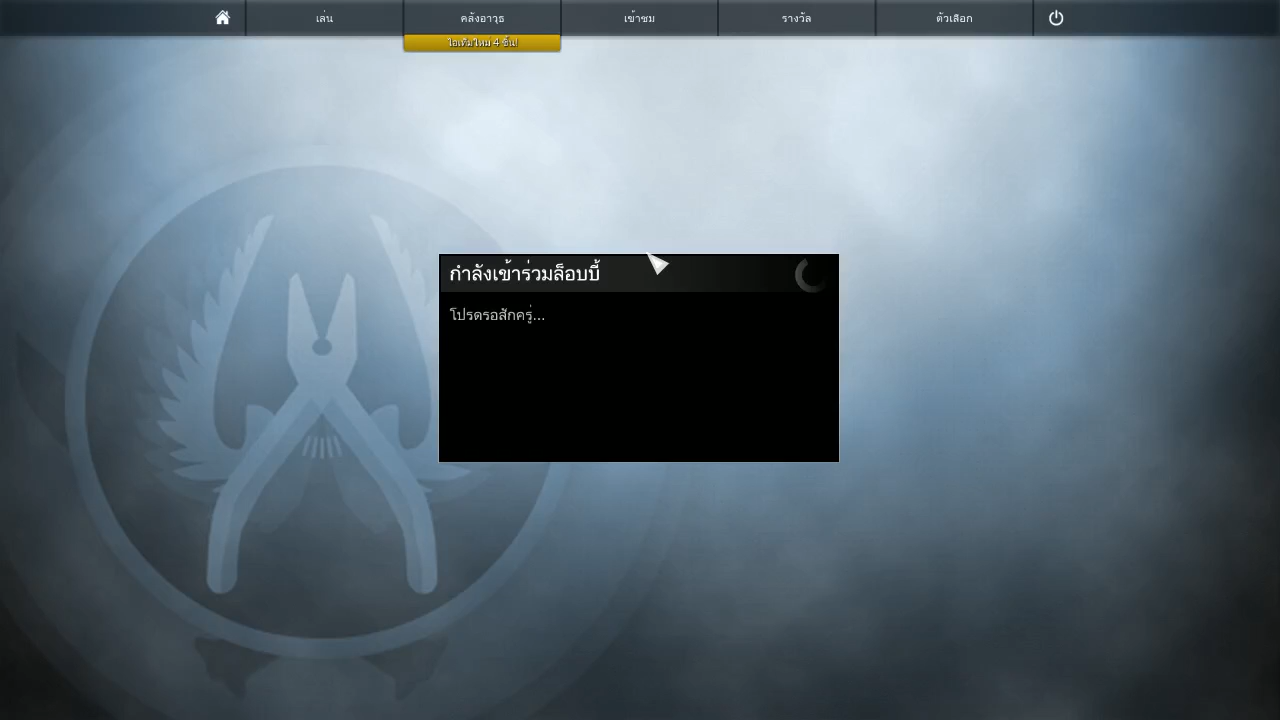 เล่น
คลังอาวุธ
เข้าชม
รางวัล
ตัวเลือก
ไอเท็มใหม่ 4 ชิ้น!
กำลังเข้าร่วมล็อบบี้
โปรดรอสักครู่...